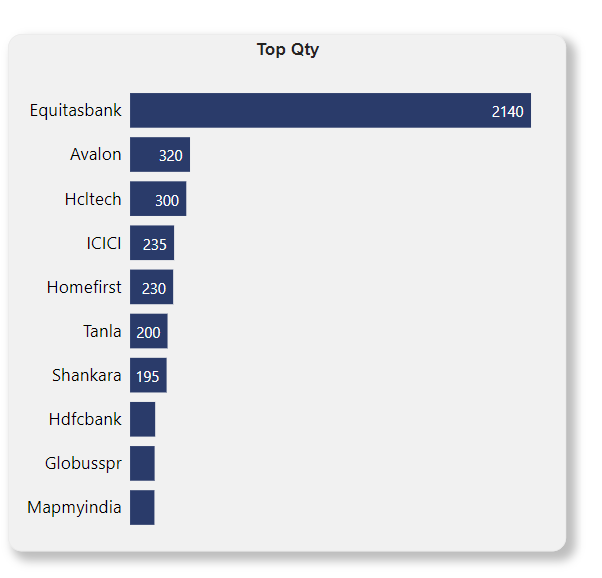 Top Qty
Equitasbank 2140
Avalon 320
Hcltech 300
ICICI 235
Homefirst 230
Tanla 200
Shankara 195
Hdfcbank
Globusspr
Mapmyindia